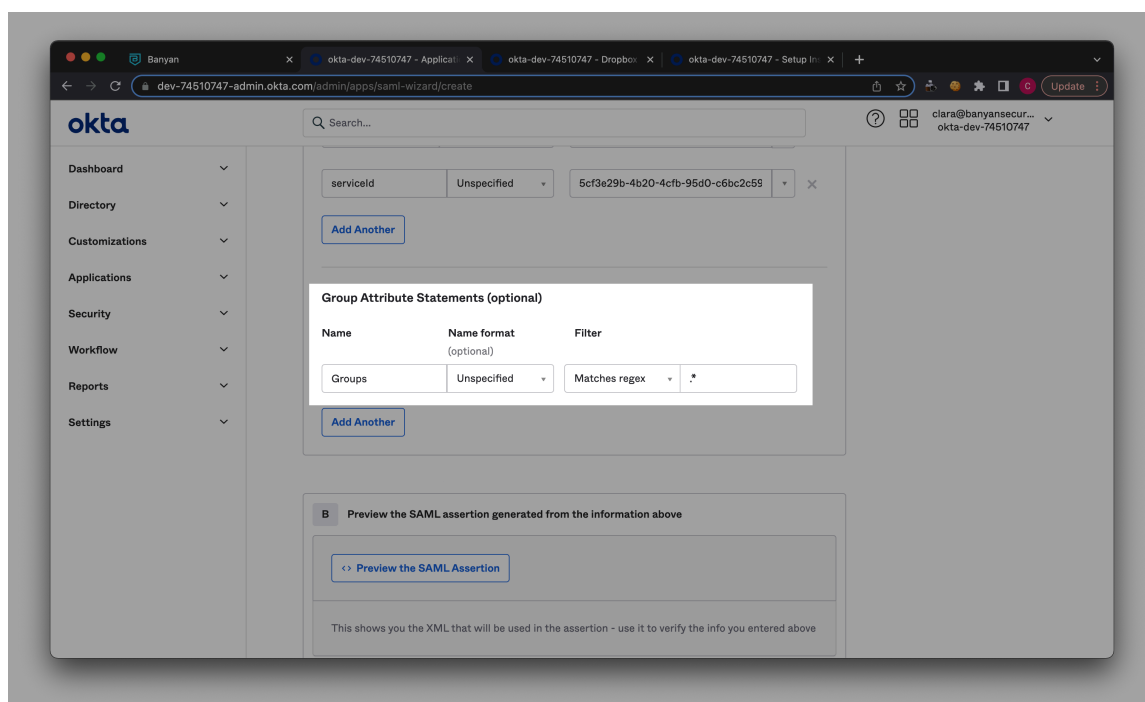 Banyan
okta-dev-74510747 - Applicati
okta-dev-74510747 - Dropbox
okta-dev-74510747 - Setup In
dev-74510747-admin.okta.com/admin/apps/saml-wizard/create
C
Update
okta
Search...
clara@banyansecur...
okta-dev-74510747
Dashboard
Directory
Customizations
Applications
Security
Workflow
Reports
Settings
serviceId Unspecified 5cf3e29b-4b20-4cfb-95d0-c6bc2c59
Add Another
Group Attribute Statements (optional)
Name Name format Filter
(optional)
Groups Unspecified Matches regex .*
Add Another
B Preview the SAML assertion generated from the information above
<> Preview the SAML Assertion
This shows you the XML that will be used in the assertion - use it to verify the info you entered above